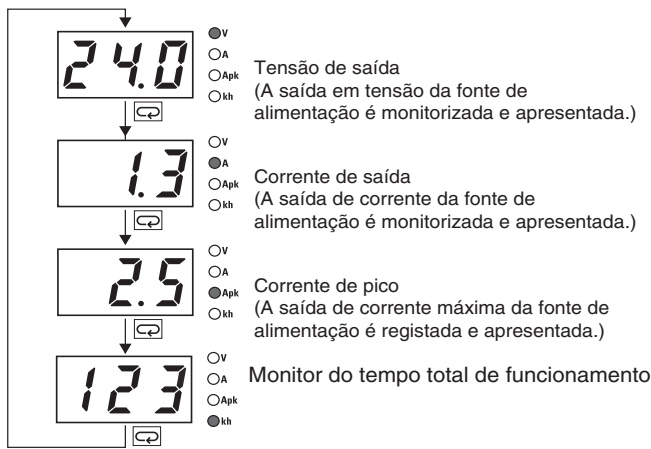 24.0
V
A
Apk
kh
Tensão de saída
(A saída em tensão da fonte de
alimentação é monitorizada e apresentada.)
1.3
V
A
Apk
kh
Corrente de saída
(A saída de corrente da fonte de
alimentação é monitorizada e apresentada.)
2.5
V
A
Apk
kh
Corrente de pico
(A saída de corrente máxima da fonte de
alimentação é registada e apresentada.)
123
V
A
Apk
kh
Monitor do tempo total de funcionamento